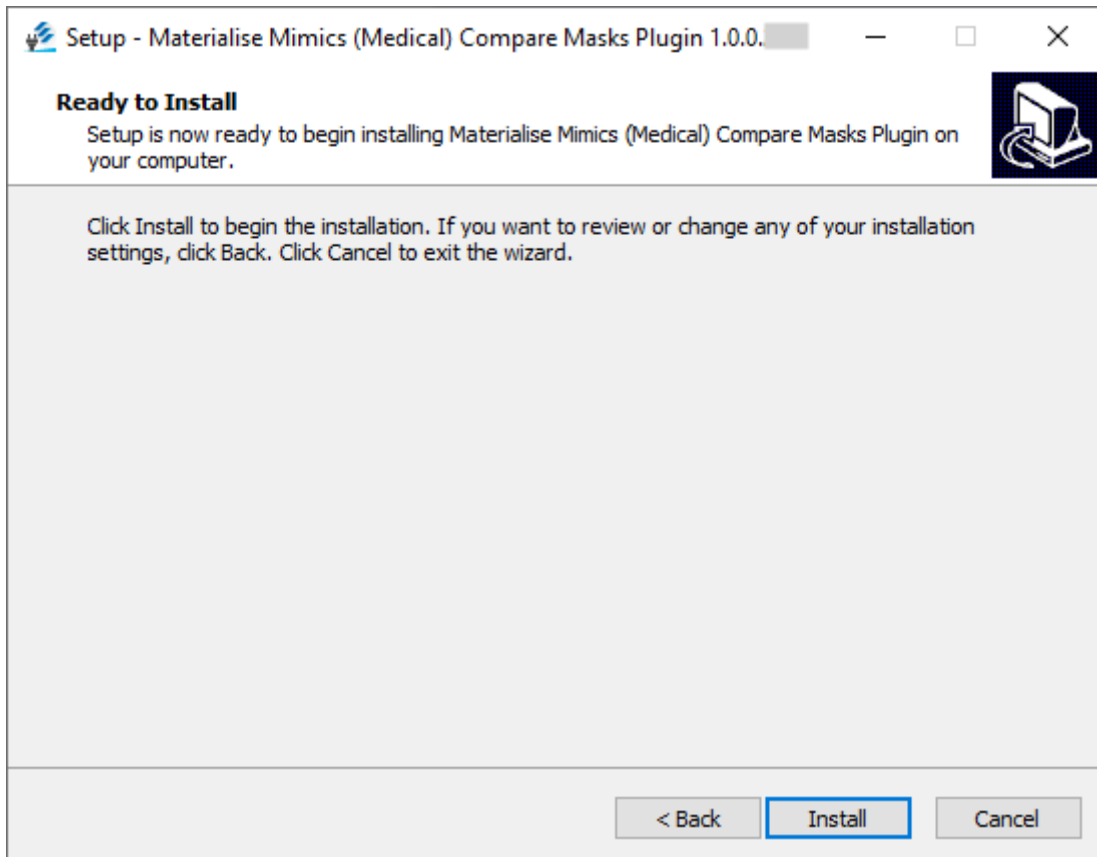 Setup - Materialise Mimics (Medical) Compare Masks Plugin 1.0.0.
Ready to Install
Setup is now ready to begin installing Materialise Mimics (Medical) Compare Masks Plugin on
your computer.
Click Install to begin the installation. If you want to review or change any of your installation
settings, click Back. Click Cancel to exit the wizard.
< Back Install Cancel